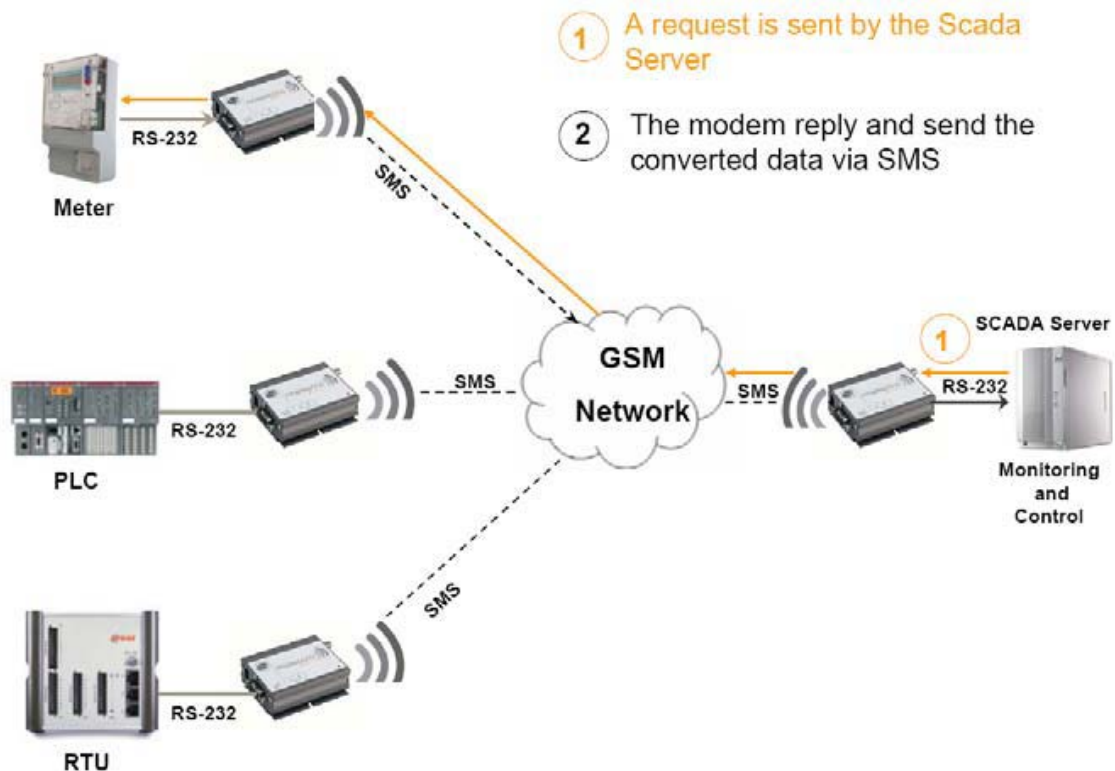 1 A request is sent by the Scada
Server
2 The modem reply and send the
converted data via SMS
RS-232
Meter
SMS
GSM
Network
1
SCADA Server
SMS
RS-232
Monitoring
and
Control
SMS
RS-232
PLC
SMS
RS-232
RTU